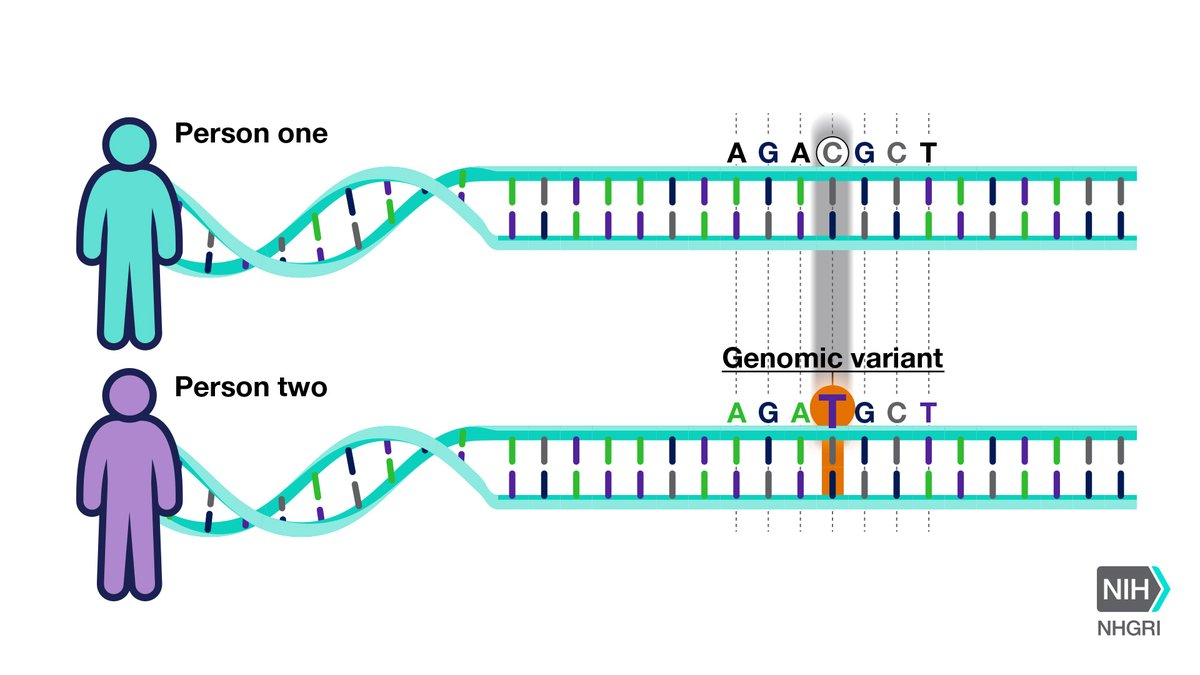 Person one
A G A C G C T
Genomic variant
Person two
A G A T G C T
NIH
NHGRI